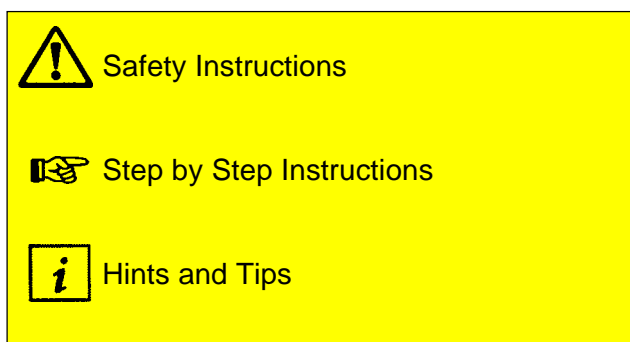 Safety Instructions
Step by Step Instructions
i Hints and Tips